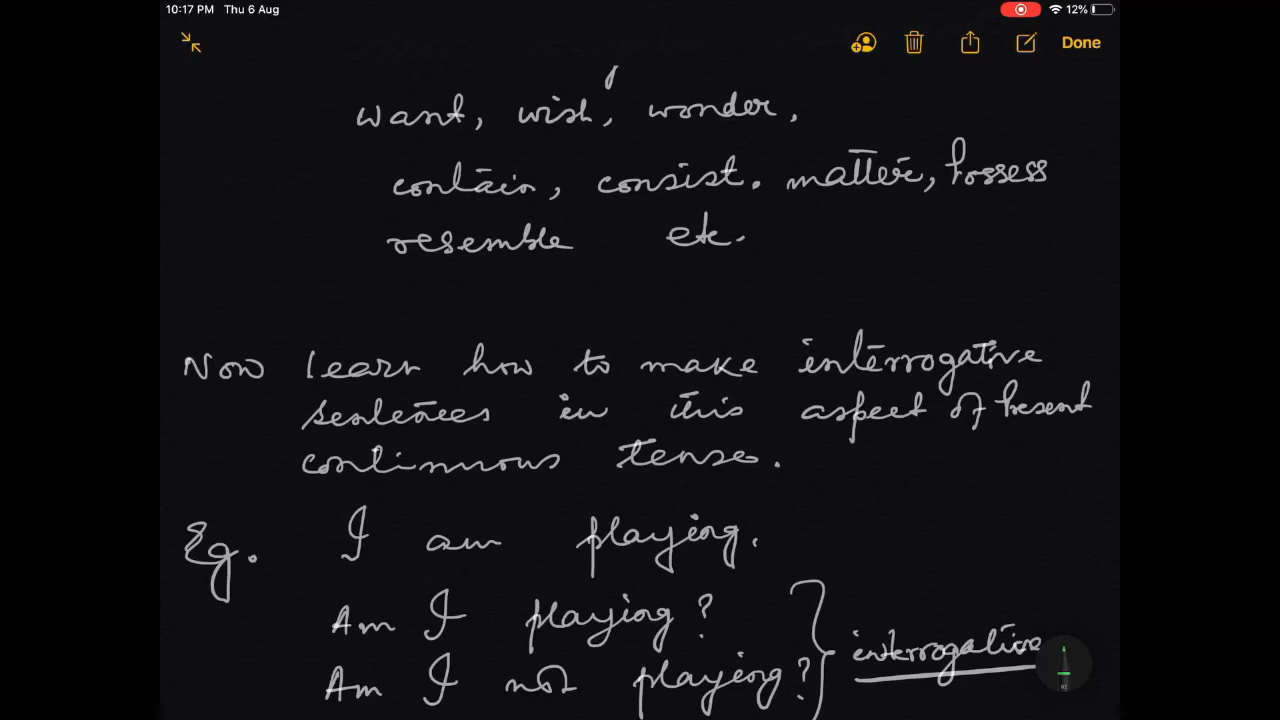 10:17 PM Thu 6 Aug 12%
Done
want, wish, wonder,
contain, consist. matter, Possess
resemble etc.
Now learn how to make interrogative
sentences in this aspect of Present
continuous tense.
Eg. I am playing.
Am I playing?
Am I not playing? interrogative